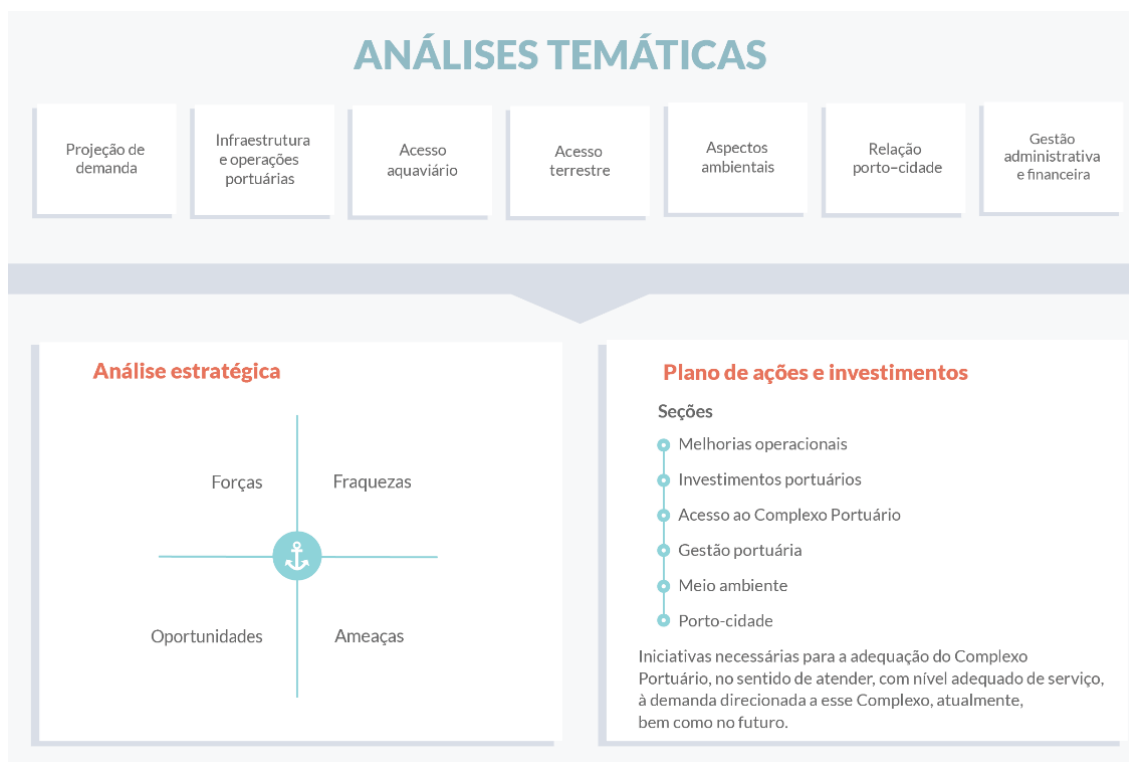 ANÁLISES TEMÁTICAS
Projeção de
demanda
Infraestrutura
e operações
portuárias
Acesso
aquaviário
Acesso
terrestre
Aspectos
ambientais
Relação
porto–cidade
Gestão
administrativa
e financeira
Análise estratégica
Forças
Fraquezas
Oportunidades
Ameaças
Plano de ações e investimentos
Seções
Melhorias operacionais
Investimentos portuários
Acesso ao Complexo Portuário
Gestão portuária
Meio ambiente
Porto-cidade
Iniciativas necessárias para a adequação do Complexo
Portuário, no sentido de atender, com nível adequado de serviço,
à demanda direcionada a esse Complexo, atualmente,
bem como no futuro.